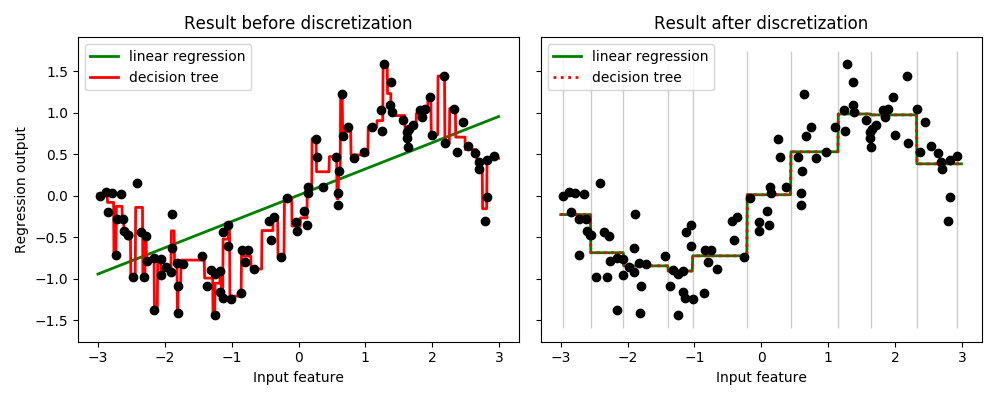 Result before discretization
Result after discretization
linear regression
decision tree
linear regression
decision tree
Regression output
1.5
1.0
0.5
0.0
−0.5
−1.0
−1.5
−3 −2 −1 0 1 2 3
−3 −2 −1 0 1 2 3
Input feature
Input feature